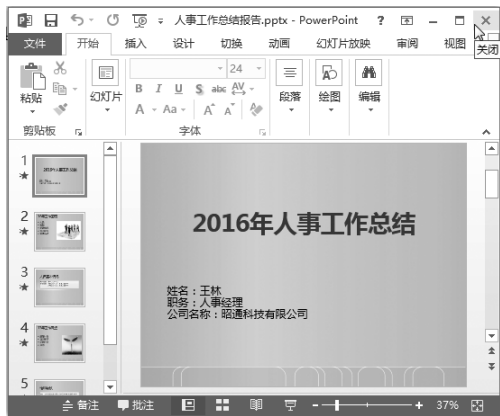 人事工作总结报告.pptx - PowerPoint ?
文件 开始 插入 设计 切换 动画 幻灯片放映 审阅 视图 关闭
24
粘贴 幻灯片 B I U S abc AV 段落 绘图 编辑
A Aa A A
剪贴板 字体
1
2
3
4
5
2016年人事工作总结
姓名：王林
职务：人事经理
公司名称：昭通科技有限公司
备注 批注 37%